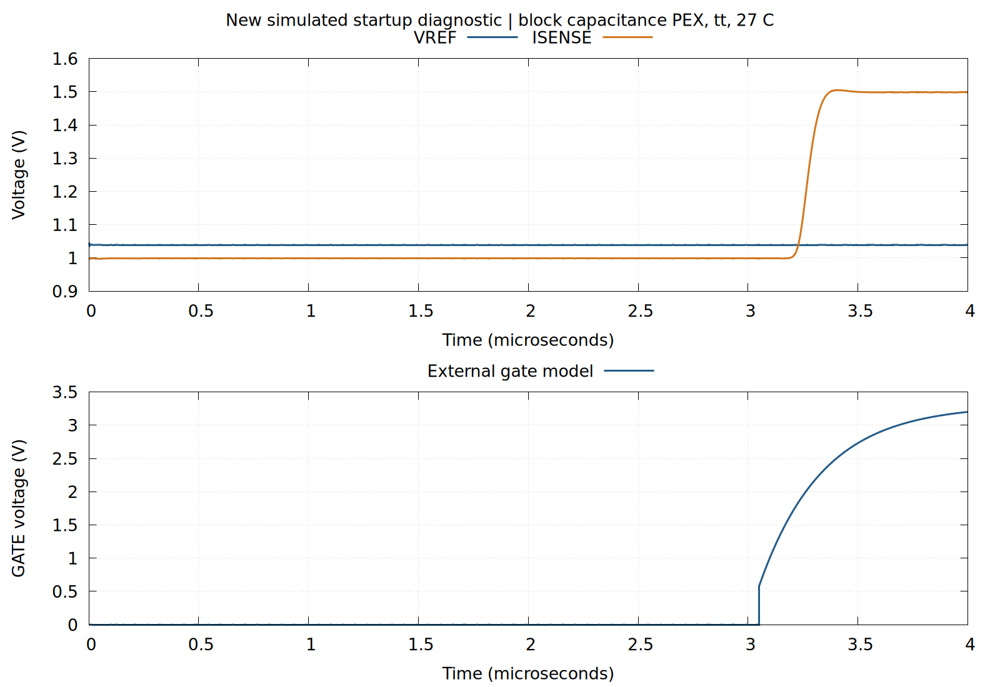 New simulated startup diagnostic | block capacitance PEX, tt, 27 C
VREF ISENSE
1.6
1.5
1.4
1.3
1.2
1.1
1
0.9
Voltage (V)
0 0.5 1 1.5 2 2.5 3 3.5 4
Time (microseconds)
External gate model
3.5
3
2.5
2
1.5
1
0.5
0
GATE voltage (V)
0 0.5 1 1.5 2 2.5 3 3.5 4
Time (microseconds)